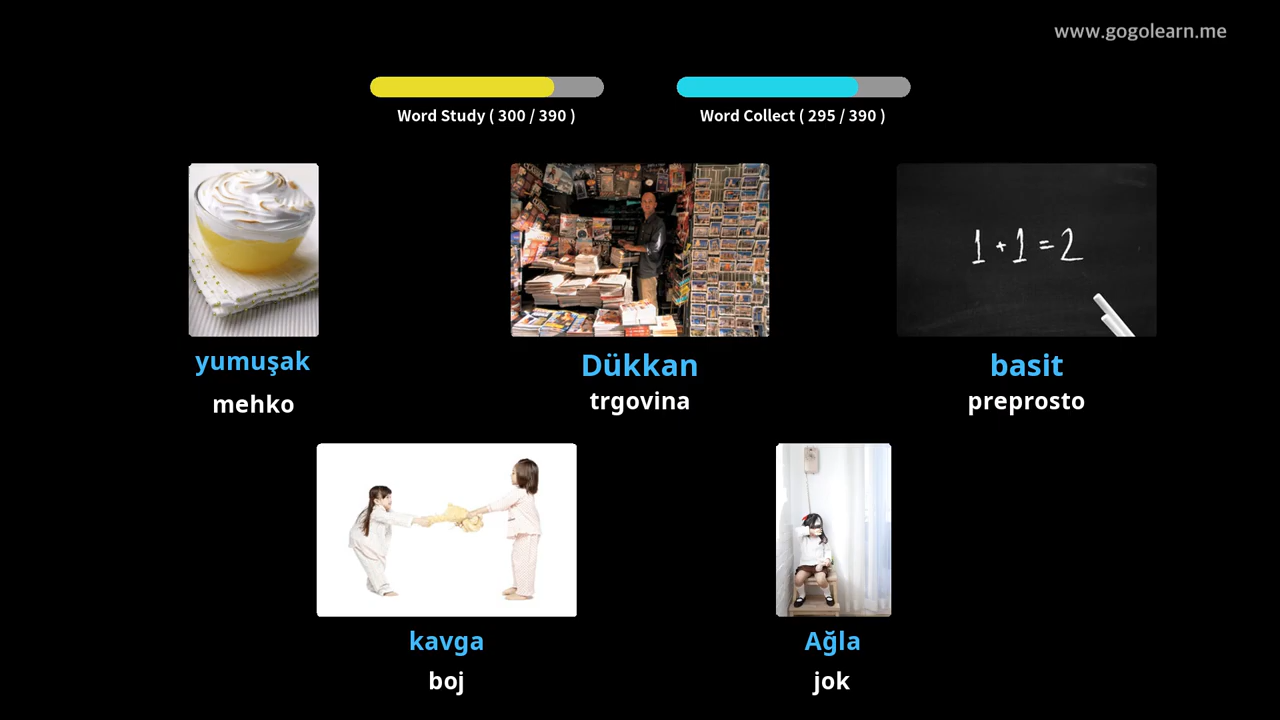 www.gogolearn.me
Word Study ( 300 / 390 )
Word Collect ( 295 / 390 )
1 + 1 = 2
yumuşak
mehko
Dükkan
trgovina
basit
preprosto
kavga
boj
Ağla
jok